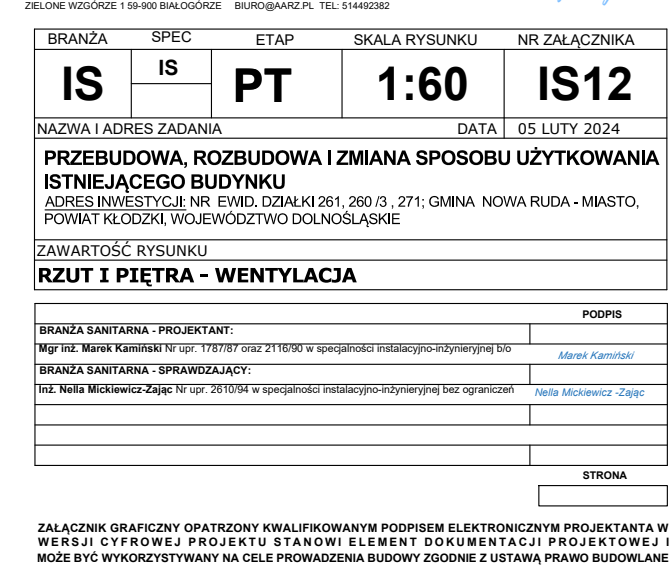 ZIELONE WZGÓRZE 1 59-900 BIAŁOGÓRZE BIURO@AARZ.PL TEL: 514492382
BRANŻA SPEC ETAP SKALA RYSUNKU NR ZAŁĄCZNIKA
IS IS PT 1:60 IS12
NAZWA I ADRES ZADANIA DATA 05 LUTY 2024
PRZEBUDOWA, ROZBUDOWA I ZMIANA SPOSOBU UŻYTKOWANIA
ISTNIEJĄCEGO BUDYNKU
ADRES INWESTYCJI: NR EWID. DZIAŁKI 261, 260 /3 , 271; GMINA NOWA RUDA - MIASTO,
POWIAT KŁODZKI, WOJEWÓDZTWO DOLNOŚLĄSKIE
ZAWARTOŚĆ RYSUNKU
RZUT I PIĘTRA - WENTYLACJA
PODPIS
BRANŻA SANITARNA - PROJEKTANT:
Mgr inż. Marek Kamiński Nr upr. 1787/87 oraz 2116/90 w specjalności instalacyjno-inżynieryjnej b/o Marek Kamiński
BRANŻA SANITARNA - SPRAWDZAJĄCY:
Inż. Nella Mickiewicz-Zając Nr upr. 2610/94 w specjalności instalacyjno-inżynieryjnej bez ograniczeń Nella Mickiewicz -Zając
STRONA
ZAŁĄCZNIK GRAFICZNY OPATRZONY KWALIFIKOWANYM PODPISEM ELEKTRONICZNYM PROJEKTANTA W
WERSJI CYFROWEJ PROJEKTU STANOWI ELEMENT DOKUMENTACJI PROJEKTOWEJ I
MOŻE BYĆ WYKORZYSTYWANY NA CELE PROWADZENIA BUDOWY ZGODNIE Z USTAWĄ PRAWO BUDOWLANE